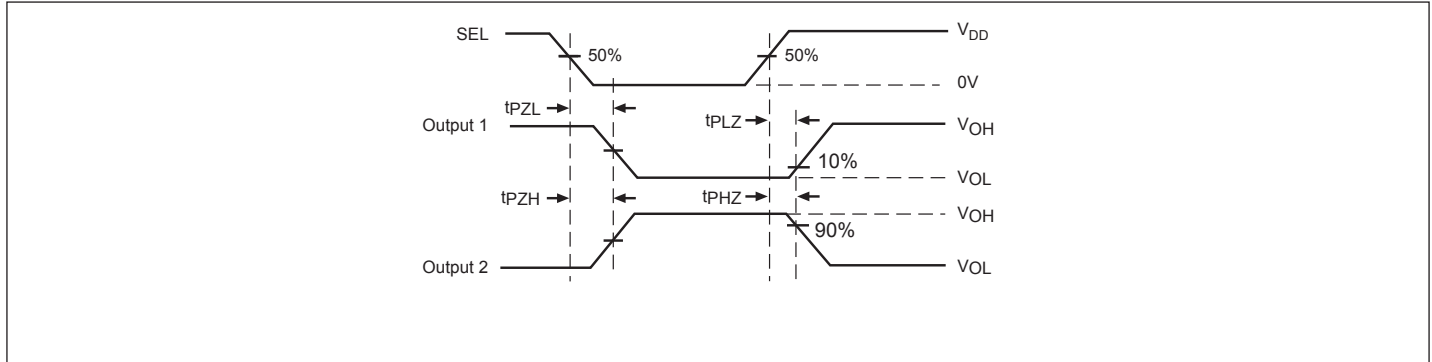 SEL
50%
50%
VDD
0V
tPZL
tPLZ
Output 1
VOH
10%
VOL
tPZH
tPHZ
VOH
90%
Output 2
VOL